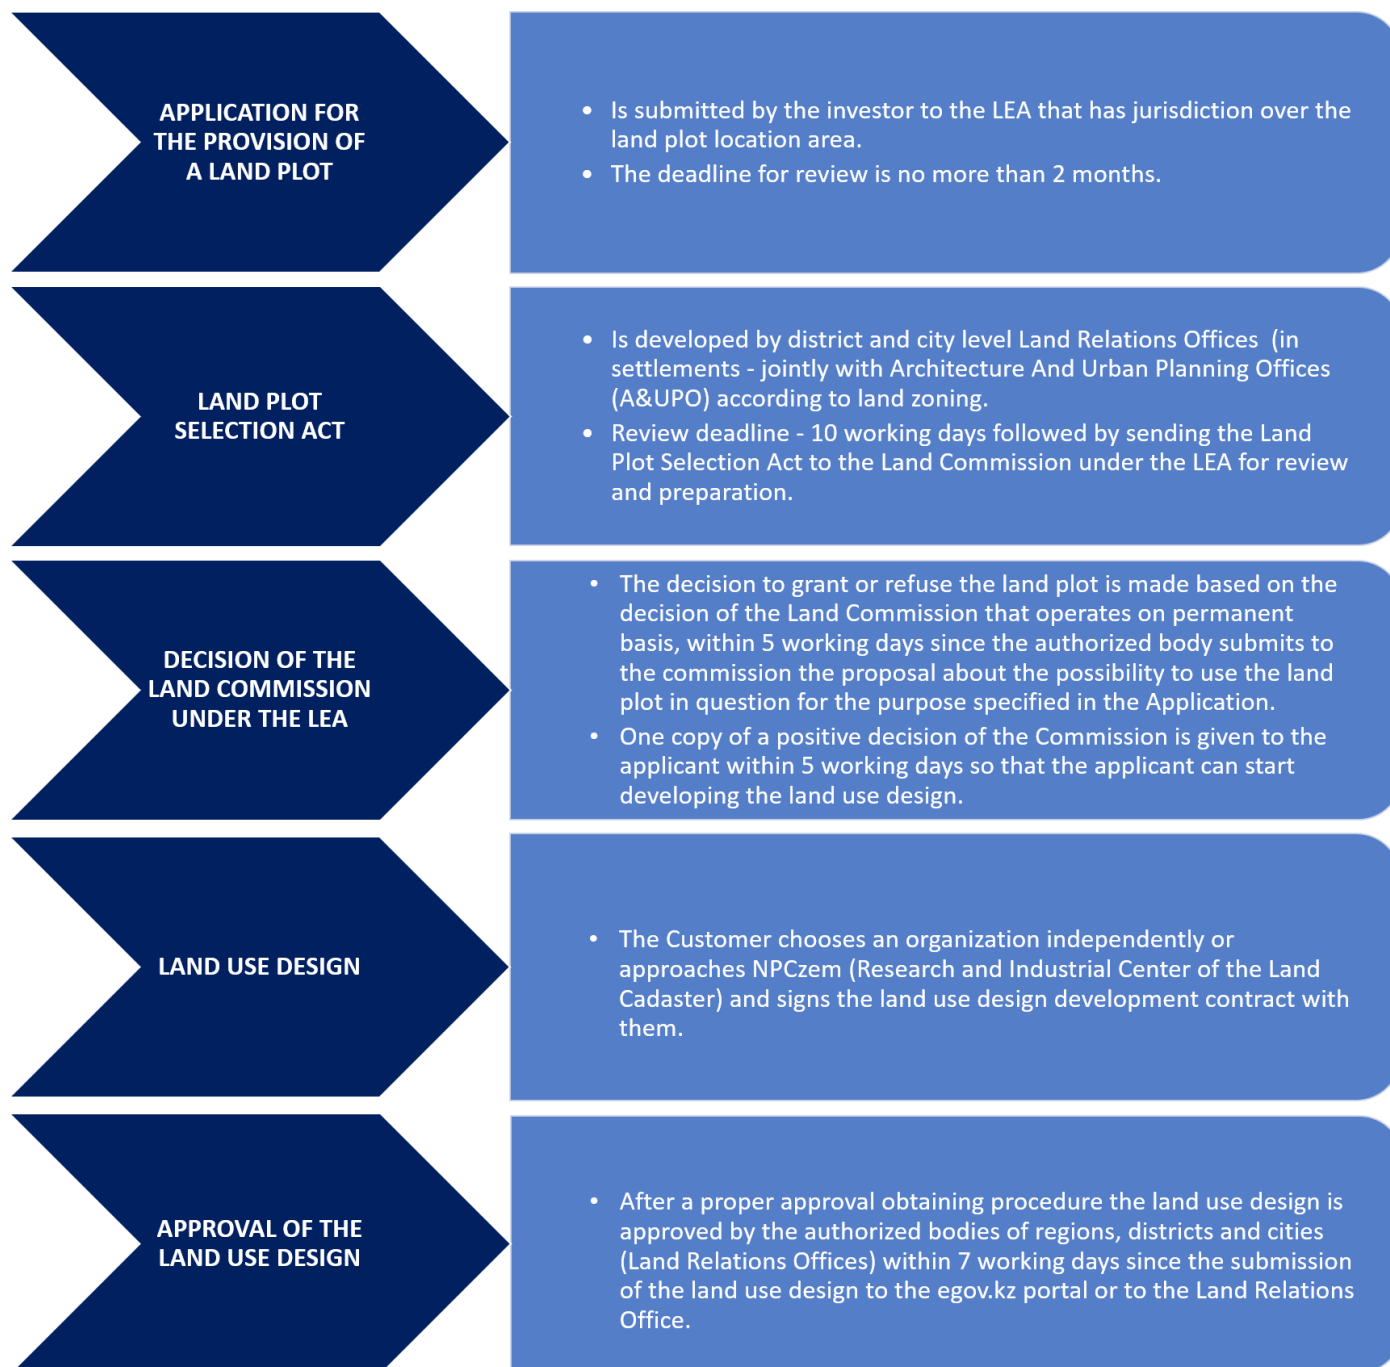 APPLICATION FOR
THE PROVISION OF
A LAND PLOT
• Is submitted by the investor to the LEA that has jurisdiction over the
land plot location area.
• The deadline for review is no more than 2 months.
LAND PLOT
SELECTION ACT
• Is developed by district and city level Land Relations Offices (in
settlements - jointly with Architecture And Urban Planning Offices
(A&UPO) according to land zoning.
• Review deadline - 10 working days followed by sending the Land
Plot Selection Act to the Land Commission under the LEA for review
and preparation.
DECISION OF THE
LAND COMMISSION
UNDER THE LEA
• The decision to grant or refuse the land plot is made based on the
decision of the Land Commission that operates on permanent
basis, within 5 working days since the authorized body submits to
the commission the proposal about the possibility to use the land
plot in question for the purpose specified in the Application.
• One copy of a positive decision of the Commission is given to the
applicant within 5 working days so that the applicant can start
developing the land use design.
LAND USE DESIGN
• The Customer chooses an organization independently or
approaches NPCzem (Research and Industrial Center of the Land
Cadaster) and signs the land use design development contract with
them.
APPROVAL OF THE
LAND USE DESIGN
• After a proper approval obtaining procedure the land use design is
approved by the authorized bodies of regions, districts and cities
(Land Relations Offices) within 7 working days since the submission
of the land use design to the egov.kz portal or to the Land Relations
Office.